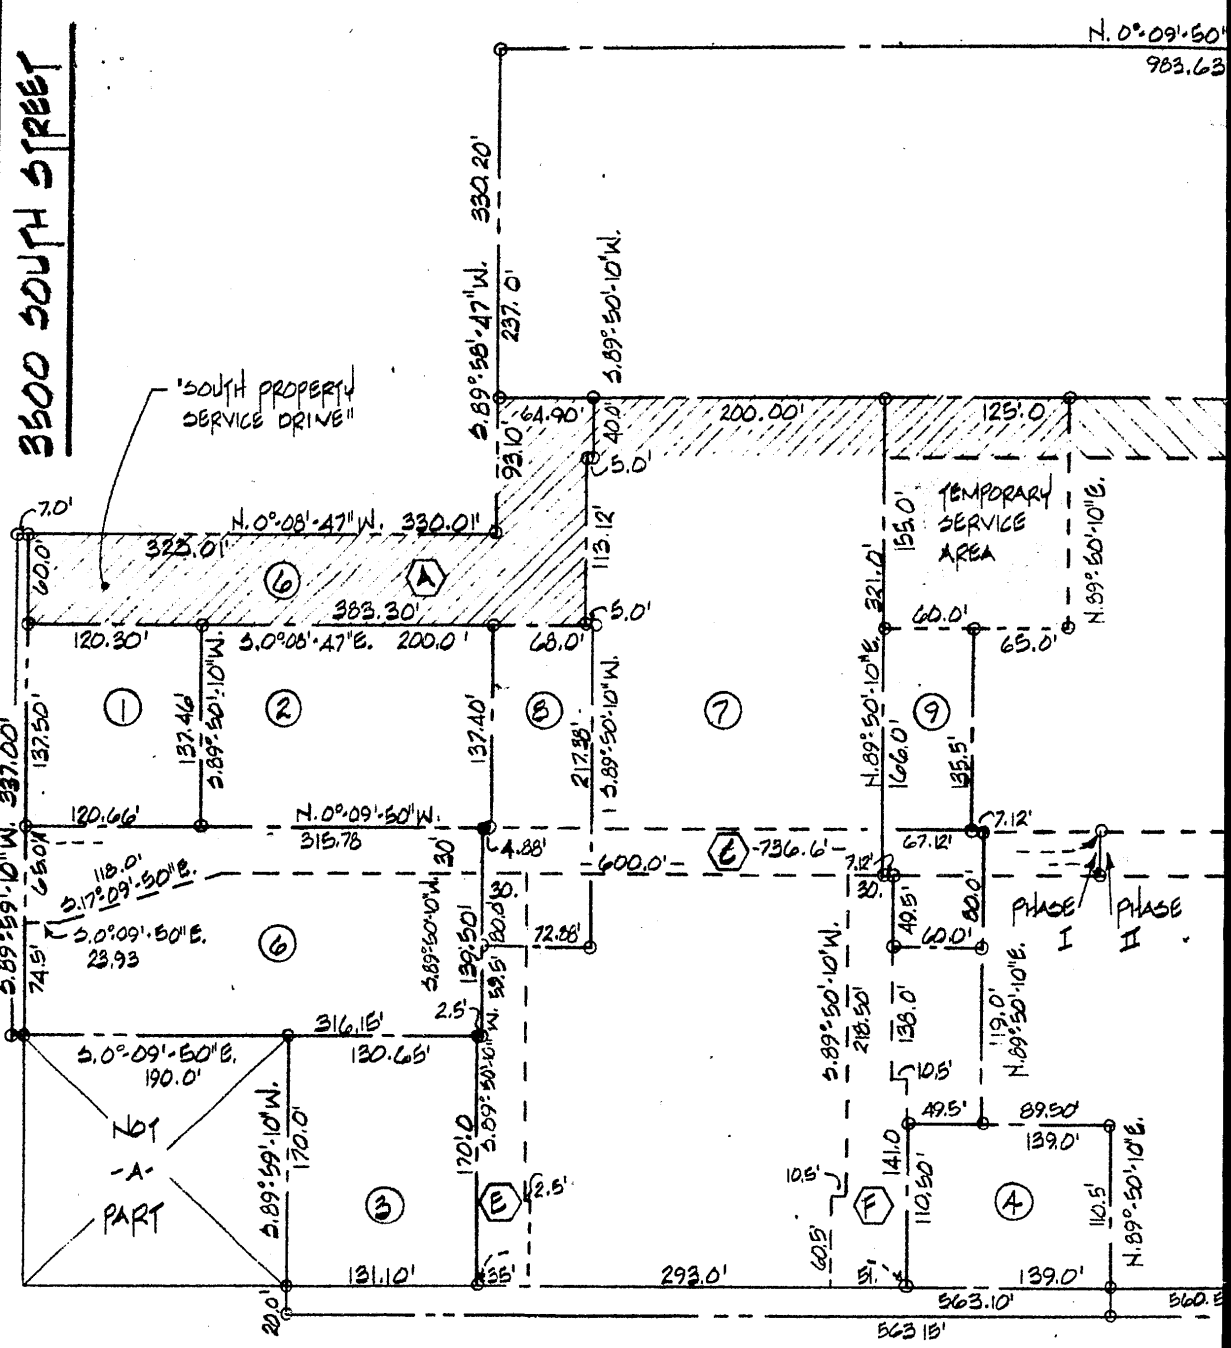 N. 0°-09'-50"
983.63
3500 SOUTH STREET
330.20'
S.89°-58'-47"W.
237.0'
S.89°-50'-10"W.
"SOUTH PROPERTY
SERVICE DRIVE"
64.90'
40.0'
200.00'
125'.0
93.10'
5.0'
7.0'
N. 0°-08'-47"W. 330.01'
323.01'
60.0'
6
A
113.12'
155.0'
321.0'
TEMPORARY
SERVICE
AREA
N.89°-50'-10"E.
383.30'
5.0'
120.30'
S.0°-08'-47"E.
200.0'
68.0'
60.0'
65.0'
337.00'
S.89°-59'-10"W.
137.50'
1
137.46'
S.89°-50'-10"W.
2
137.40'
8
217.38'
S.89°-50'-10"W.
7
N.89°-50'-10"E.
166.0'
9
135.5'
120.66'
N. 0°-09'-50"W.
315.78
4.88'
7.12'
67.12'
65.0'
118.0'
S.17°-09'-50"E.
30'
600.0'
E
736.6'
7.12'
30.
S.0°-09'-50"E.
23.93
74.5'
6
S.89°-50'-10"W.
139.50'
30.
80.0'
59.5'
72.88'
49.5'
80.0'
60.0'
PHASE
I
PHASE
II
2.5'
S.89°-50'-10"W.
S.89°-50'-10"W.
218.50'
138.0'
119.0'
N.89°-50'-10"E.
316.15'
S.0°-09'-50"E.
190.0'
130.65'
10.5'
49.5'
89.50'
139.0'
NOT
-A-
PART
S.89°-59'-10"W.
170.0'
3
170'.0
E
2.5'
10.5'
60.5'
F
141.0
110.50'
4
110.5'
N.89°-50'-10"E.
131.10'
35'
293.0'
51.'
139.0'
20.0'
563.10'
560.5
563.15'